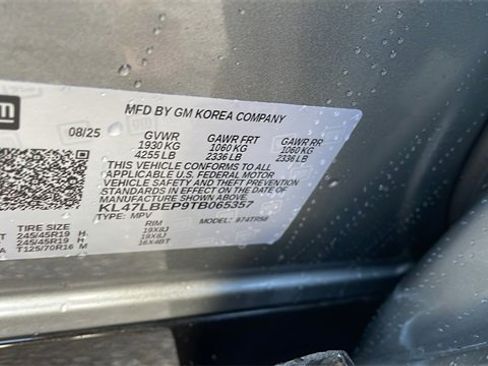 gm
MFD BY GM KOREA COMPANY
08/25 GVWR GAWR FRT GAWR RR
1930 KG 1060 KG 1060 KG
4255 LB 2336 LB 2336 LB
THIS VEHICLE CONFORMS TO ALL
APPLICABLE U.S. FEDERAL MOTOR
VEHICLE SAFETY AND BUMPER
STANDARDS IN EFFECT ON THE DATE OF
MANUFACTURE SHOWN ABOVE.
KL47LBEP9TB065357
TYPE: MPV MODEL:
TIRE SIZE RIM
245/45R19 H 19X8J
245/45R19 H 19X8J
T125/70R16 M 16X4BT